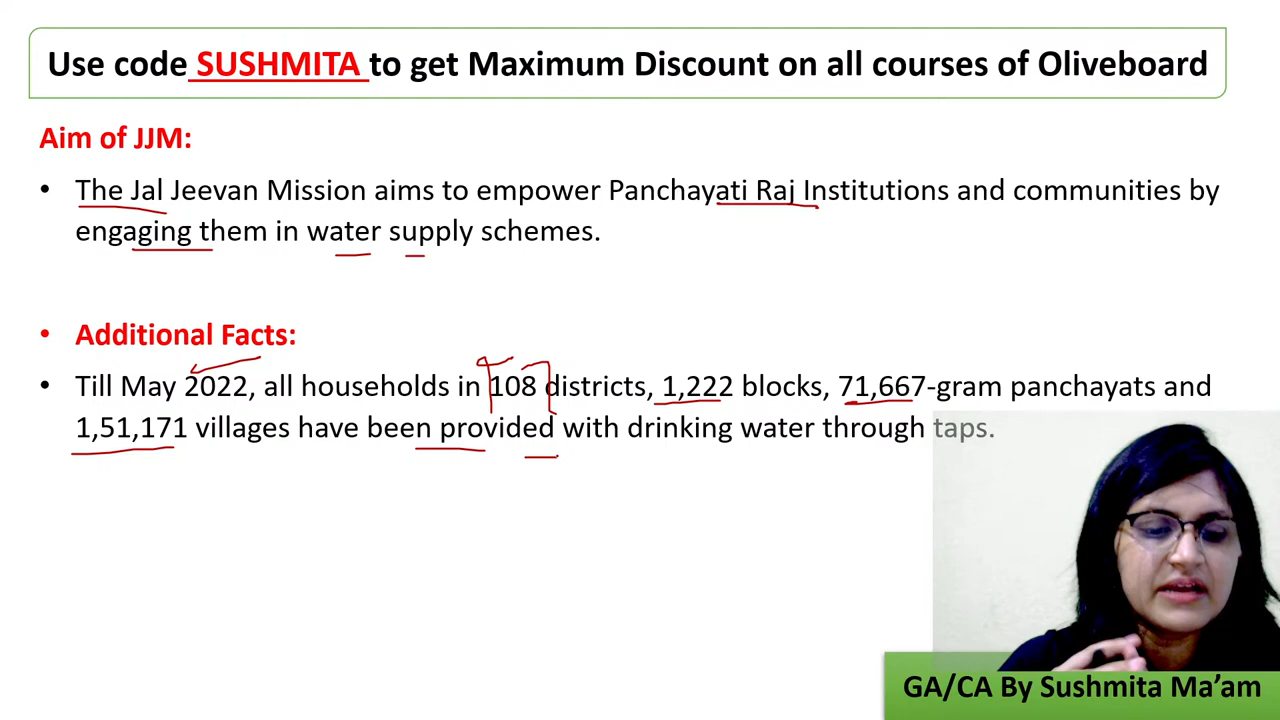 Use code SUSHMITA to get Maximum Discount on all courses of Oliveboard
Aim of JJM:
• The Jal Jeevan Mission aims to empower Panchayati Raj Institutions and communities by
engaging them in water supply schemes.
• Additional Facts:
• Till May 2022, all households in 108 districts, 1,222 blocks, 71,667-gram panchayats and
1,51,171 villages have been provided with drinking water through taps.
GA/CA By Sushmita Ma’am